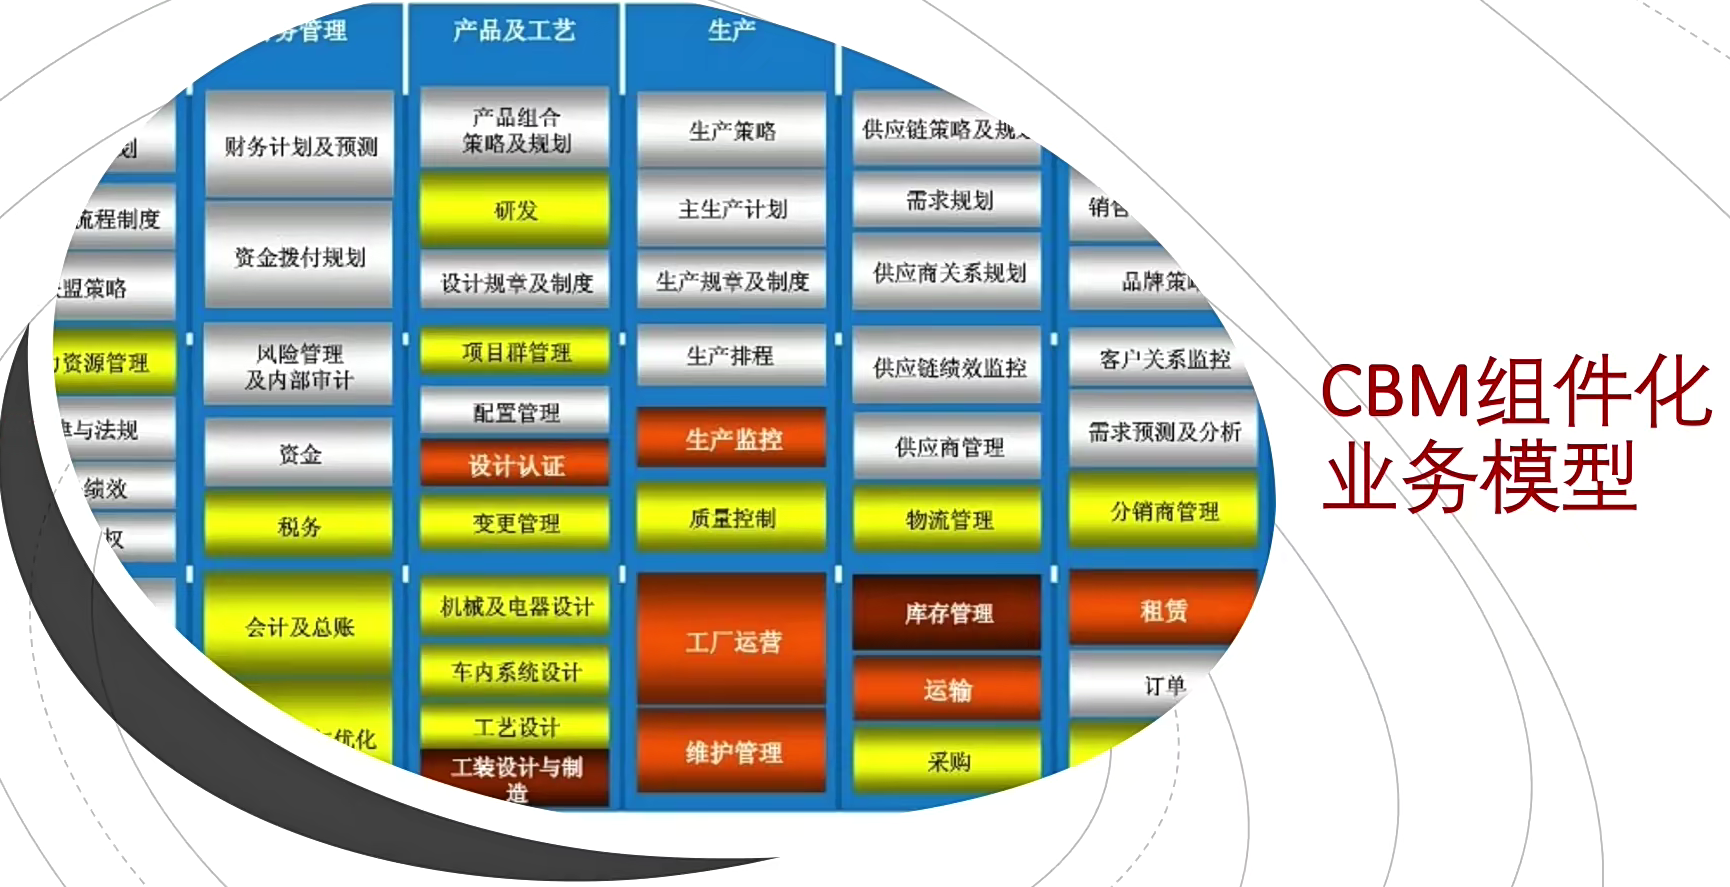 务管理
产品及工艺
生产
划
流程制度
盟策略
资源管理
与法规
绩效
权
财务计划及预测
资金拨付规划
风险管理
及内部审计
资金
税务
会计及总账
优化
产品组合
策略及规划
研发
设计规章及制度
项目群管理
配置管理
设计认证
变更管理
机械及电器设计
车内系统设计
工艺设计
工装设计与制
造
生产策略
主生产计划
生产规章及制度
生产排程
生产监控
质量控制
工厂运营
维护管理
供应链策略及规
需求规划
供应商关系规划
供应链绩效监控
供应商管理
物流管理
库存管理
运输
采购
销售
品牌策略
客户关系监控
需求预测及分析
分销商管理
租赁
订单
CBM组件化
业务模型